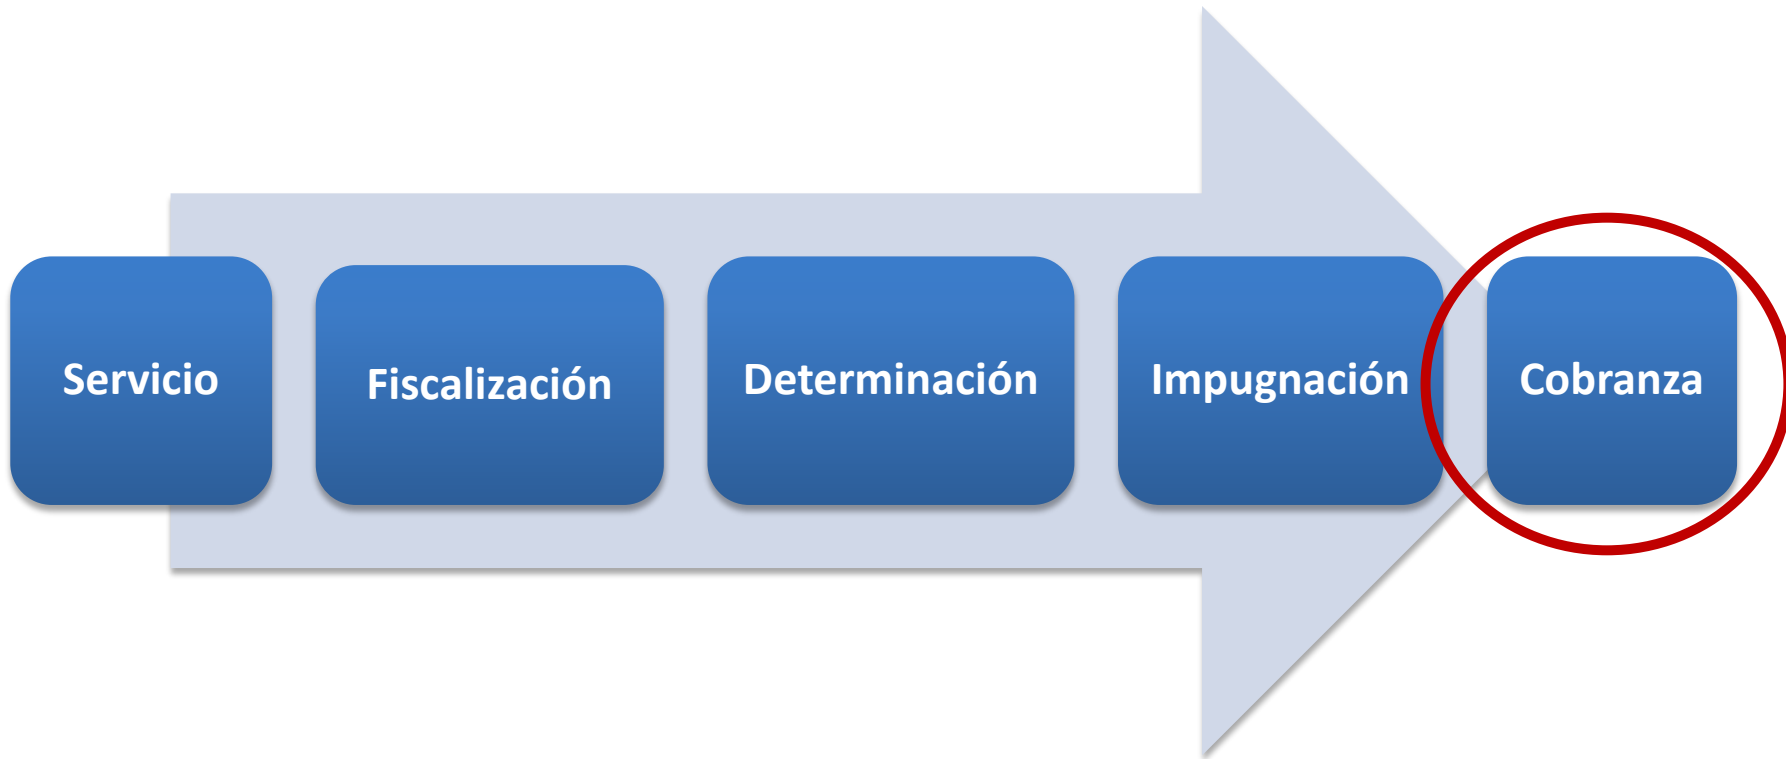 Servicio
Fiscalización
Determinación
Impugnación
Cobranza